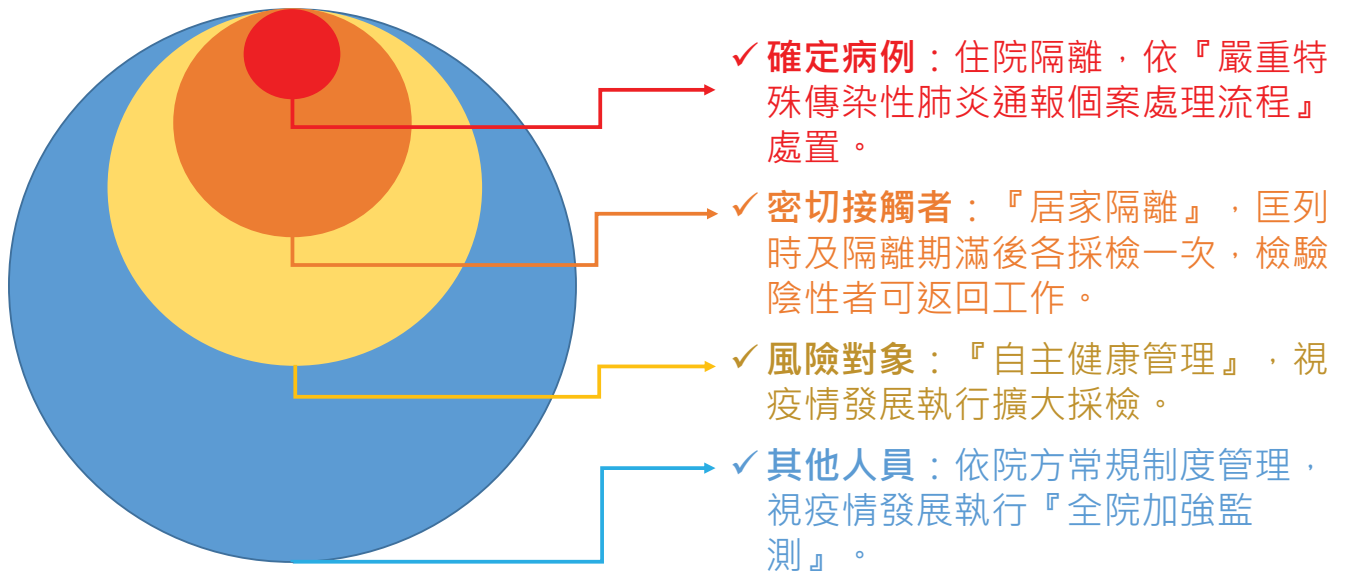 ✓ 確定病例：住院隔離，依『嚴重特
殊傳染性肺炎通報個案處理流程』
處置。
✓ 密切接觸者：『居家隔離』，匡列
時及隔離期滿後各採檢一次，檢驗
陰性者可返回工作。
✓ 風險對象：『自主健康管理』，視
疫情發展執行擴大採檢。
✓ 其他人員：依院方常規制度管理，
視疫情發展執行『全院加強監
測』。